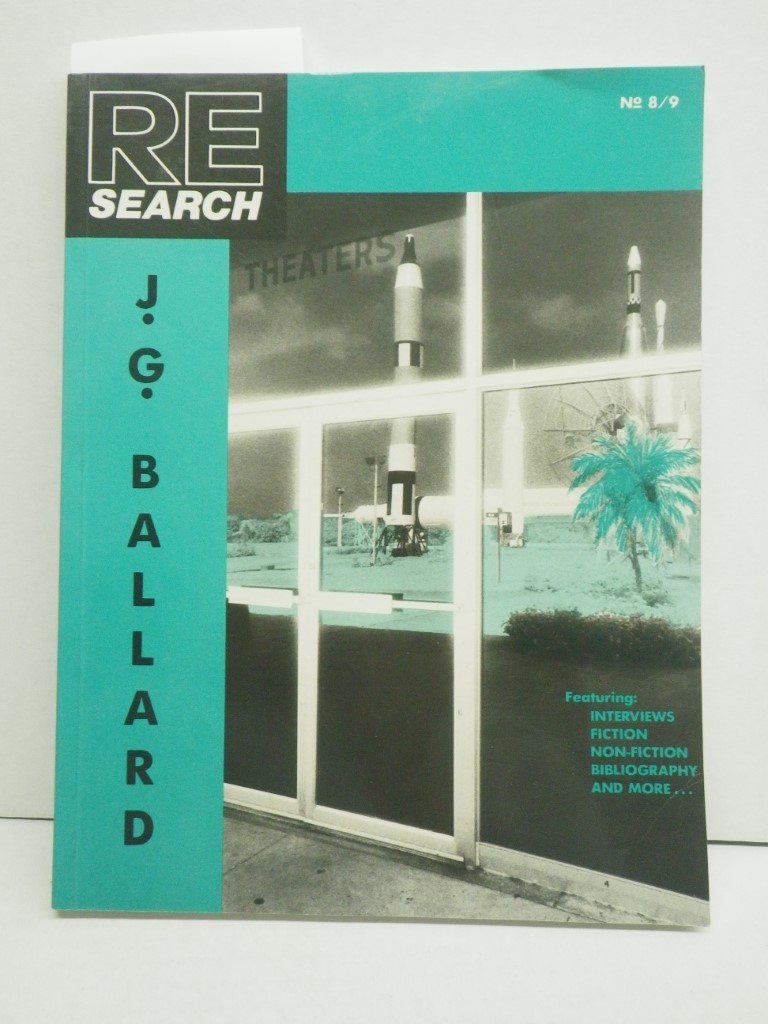 RE
SEARCH
Nº 8/9
J.G. BALLARD
THEATERS
Featuring:
INTERVIEWS
FICTION
NON-FICTION
BIBLIOGRAPHY
AND MORE...